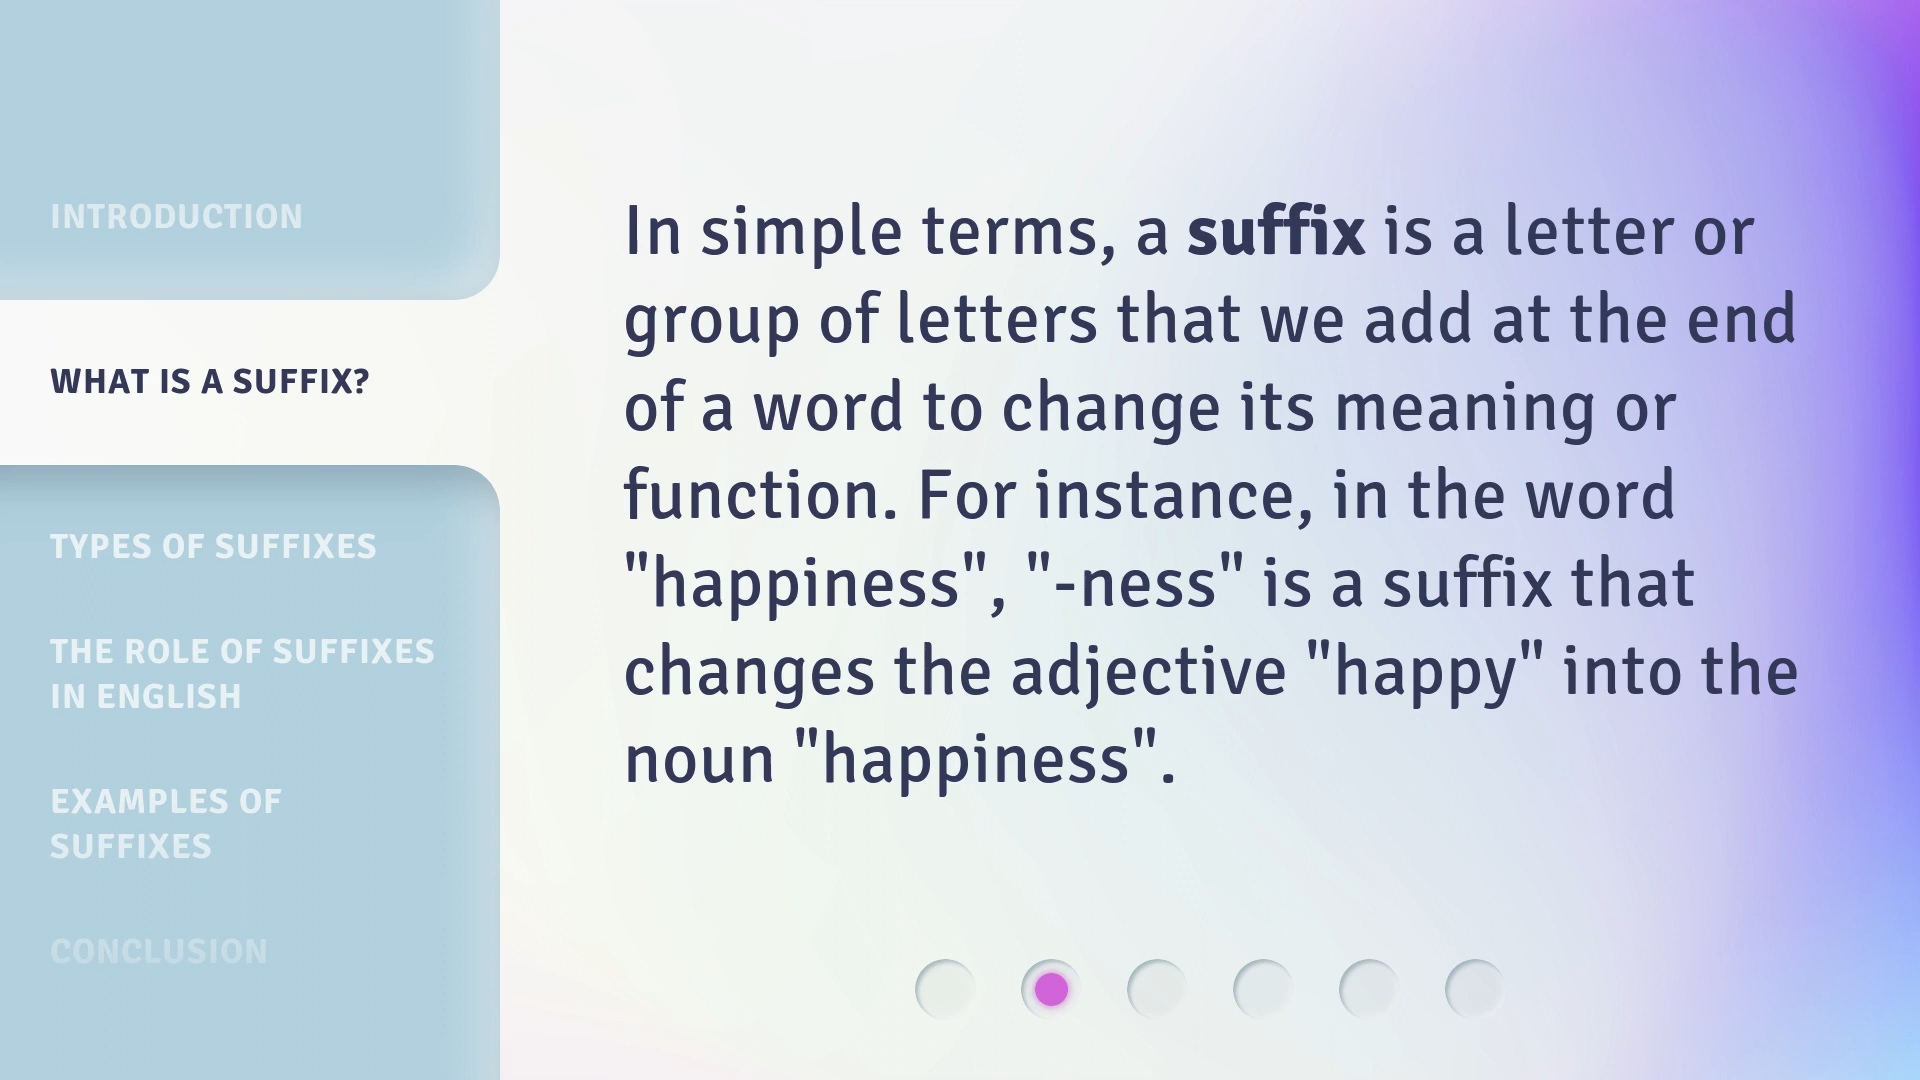 INTRODUCTION
WHAT IS A SUFFIX?
TYPES OF SUFFIXES
THE ROLE OF SUFFIXES
IN ENGLISH
EXAMPLES OF
SUFFIXES
CONCLUSION
In simple terms, a suffix is a letter or
group of letters that we add at the end
of a word to change its meaning or
function. For instance, in the word
"happiness", "-ness" is a suffix that
changes the adjective "happy" into the
noun "happiness".